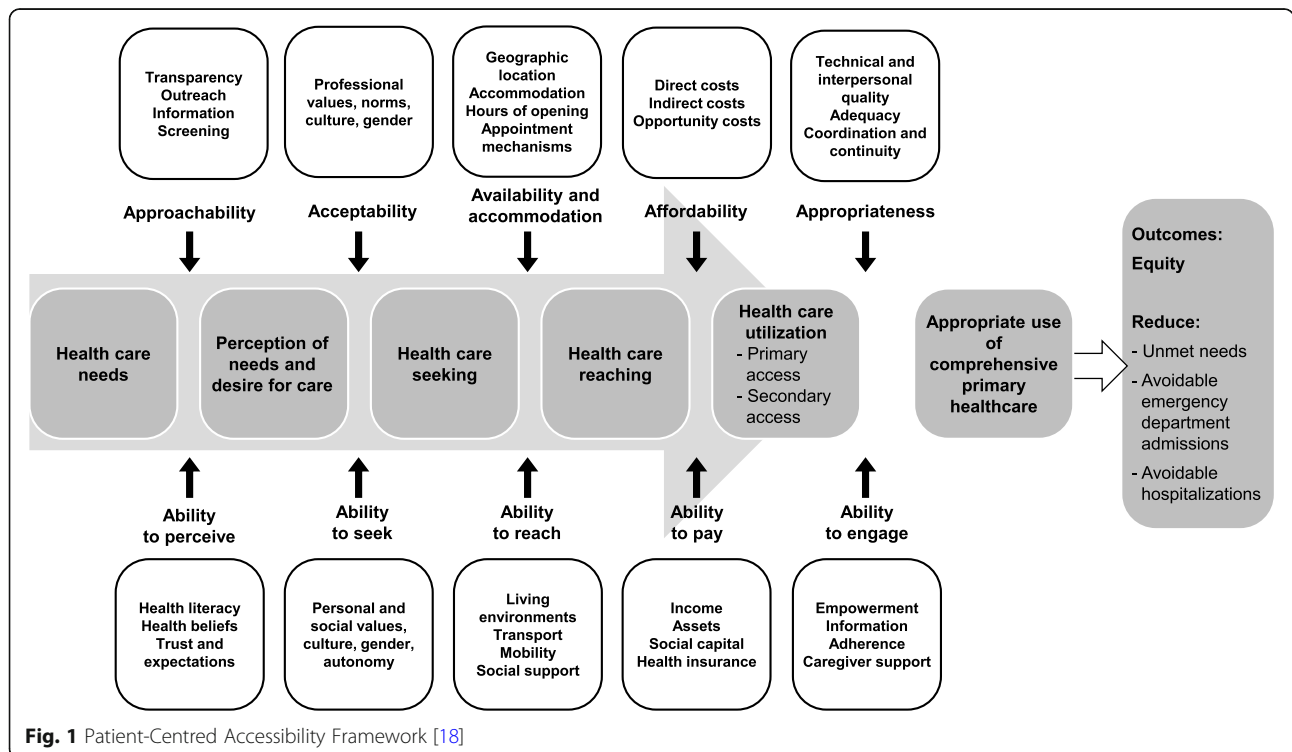 Transparency
Outreach
Information
Screening
Professional
values, norms,
culture, gender
Geographic
location
Accommodation
Hours of opening
Appointment
mechanisms
Direct costs
Indirect costs
Opportunity costs
Technical and
interpersonal
quality
Adequacy
Coordination and
continuity
Approachability
Acceptability
Availability and
accommodation
Affordability
Appropriateness
Health care
needs
Perception of
needs and
desire for care
Health care
seeking
Health care
reaching
Health care
utilization
- Primary
access
- Secondary
access
Appropriate use
of
comprehensive
primary
healthcare
Outcomes:
Equity
Reduce:
- Unmet needs
- Avoidable
emergency
department
admissions
- Avoidable
hospitalizations
Ability
to perceive
Ability
to seek
Ability
to reach
Ability
to pay
Ability
to engage
Health literacy
Health beliefs
Trust and
expectations
Personal and
social values,
culture, gender,
autonomy
Living
environments
Transport
Mobility
Social support
Income
Assets
Social capital
Health insurance
Empowerment
Information
Adherence
Caregiver support
Fig. 1 Patient-Centred Accessibility Framework [18]